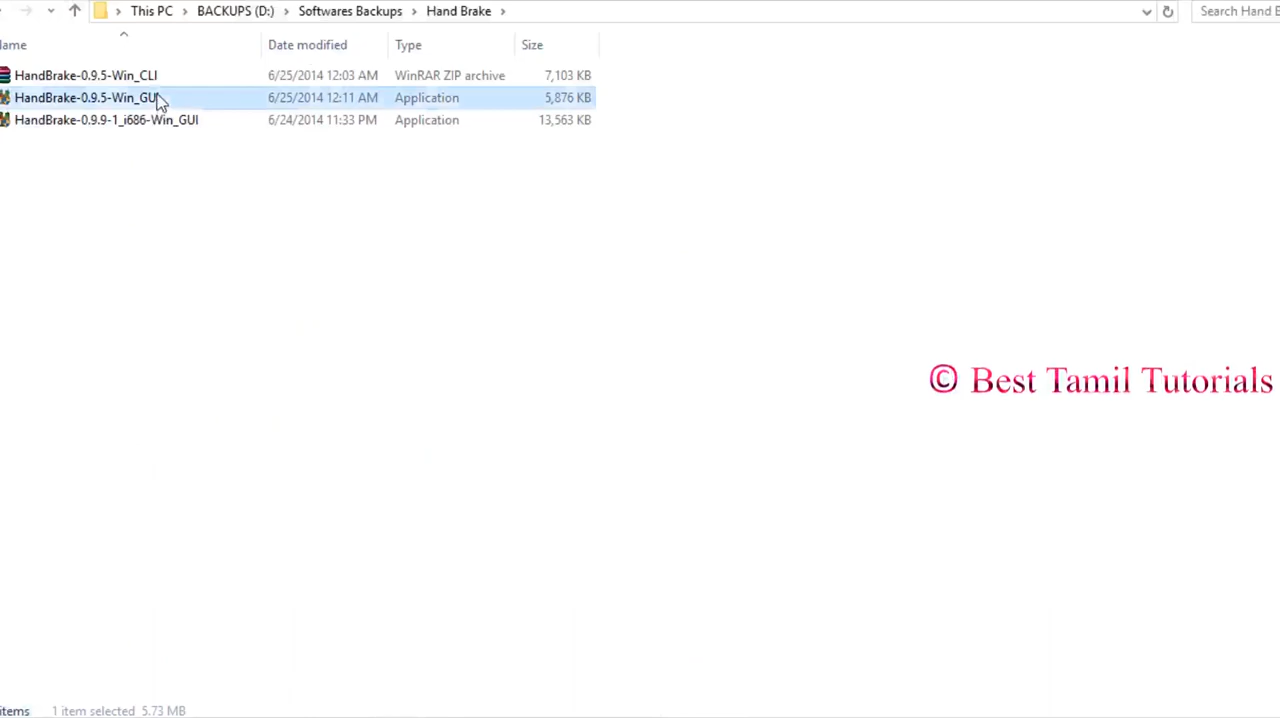 This PC > BACKUPS (D:) > Softwares Backups > Hand Brake > Search Hand
Date modified Type Size
HandBrake-0.9.5-Win_CLI 6/25/2014 12:03 AM WinRAR ZIP archive 7,103 KB
HandBrake-0.9.5-Win_GUI 6/25/2014 12:11 AM Application 5,876 KB
HandBrake-0.9.9-1_i686-Win_GUI 6/24/2014 11:33 PM Application 13,563 KB
© Best Tamil Tutorials
items 1 item selected 5.73 MB